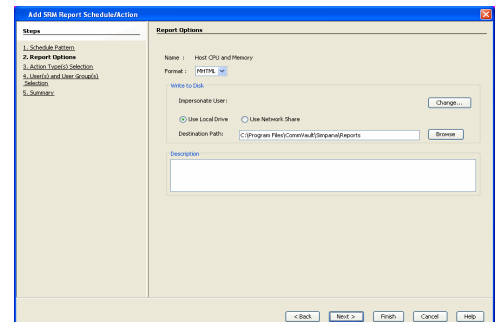 Add SRM Report Schedule/Action
Steps
1. Schedule Pattern
2. Report Options
3. Action Type(s) Selection
4. User(s) and User Group(s)
Selection
5. Summary
Report Options
Name : Host CPU and Memory
Format : MHTML
Write to Disk
Impersonate User: Change...
Use Local Drive Use Network Share
Destination Path: C:\Program Files\CommVault\Simpana\Reports Browse
Description
< Back Next > Finish Cancel Help